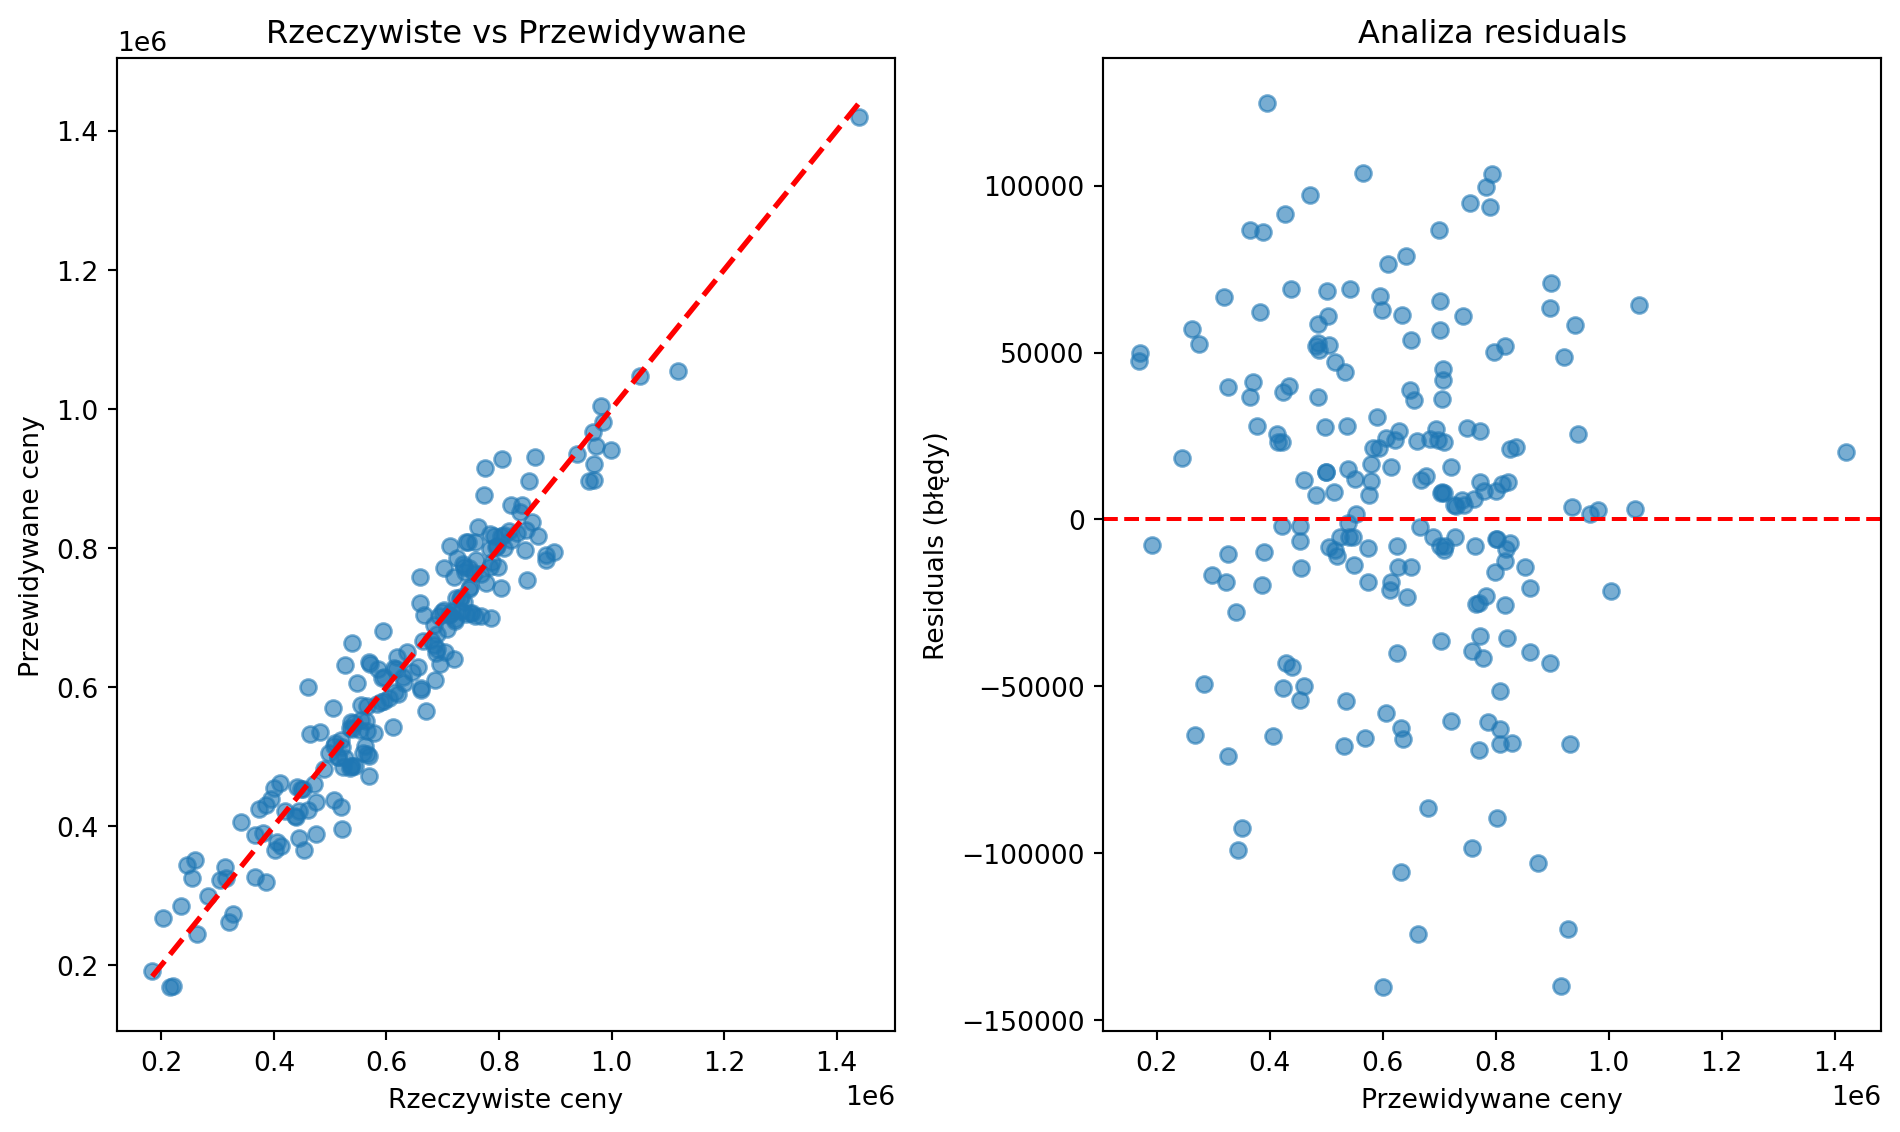 Rzeczywiste vs Przewidywane
1e6
1.4
1.2
1.0
0.8
0.6
0.4
0.2
Przewidywane ceny
0.2 0.4 0.6 0.8 1.0 1.2 1.4
1e6
Rzeczywiste ceny
Analiza residuals
100000
50000
0
−50000
−100000
−150000
Residuals (błędy)
0.2 0.4 0.6 0.8 1.0 1.2 1.4
1e6
Przewidywane ceny